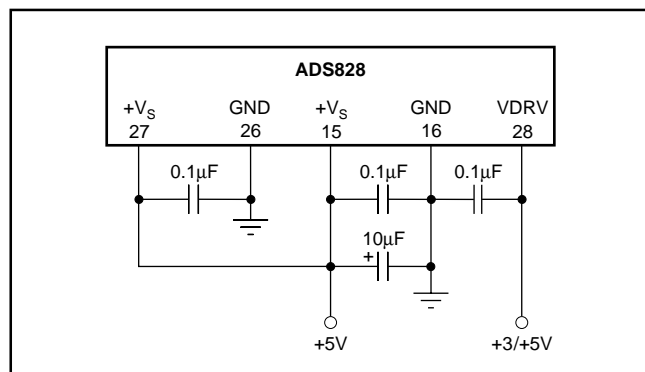 ADS828
+VS GND +VS GND VDRV
27 26 15 16 28
0.1µF 0.1µF 0.1µF
10µF
+
+5V +3/+5V